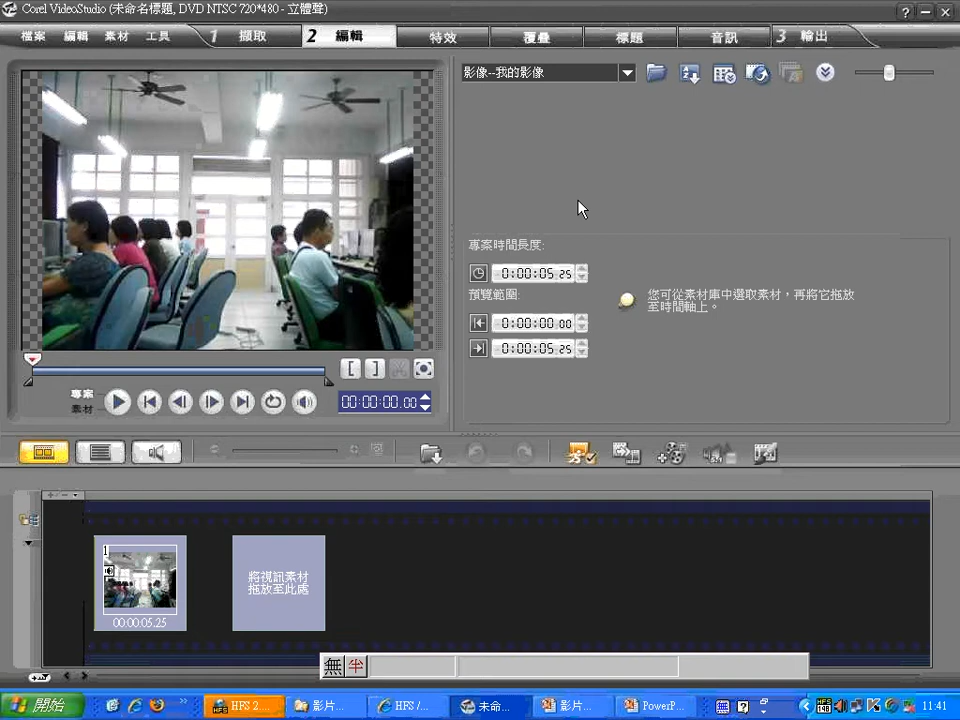 Corel VideoStudio (未命名標題, DVD NTSC 720*480 - 立體聲)
檔案 編輯 素材 工具 1 擷取 2 編輯 特效 覆疊 標題 音訊 3 輸出
影像--我的影像
專案時間長度:
0:00:05.25
預覽範圍:
0:00:00.00
0:00:05.25
您可從素材庫中選取素材，再將它拖放
至時間軸上。
專案
素材
00:00:00.00
1
00:00:05.25
將視訊素材
拖放至此處
無 半
開始 HFS 2.... 影片... HFS /... 未命... 影片... PowerP... 11:41